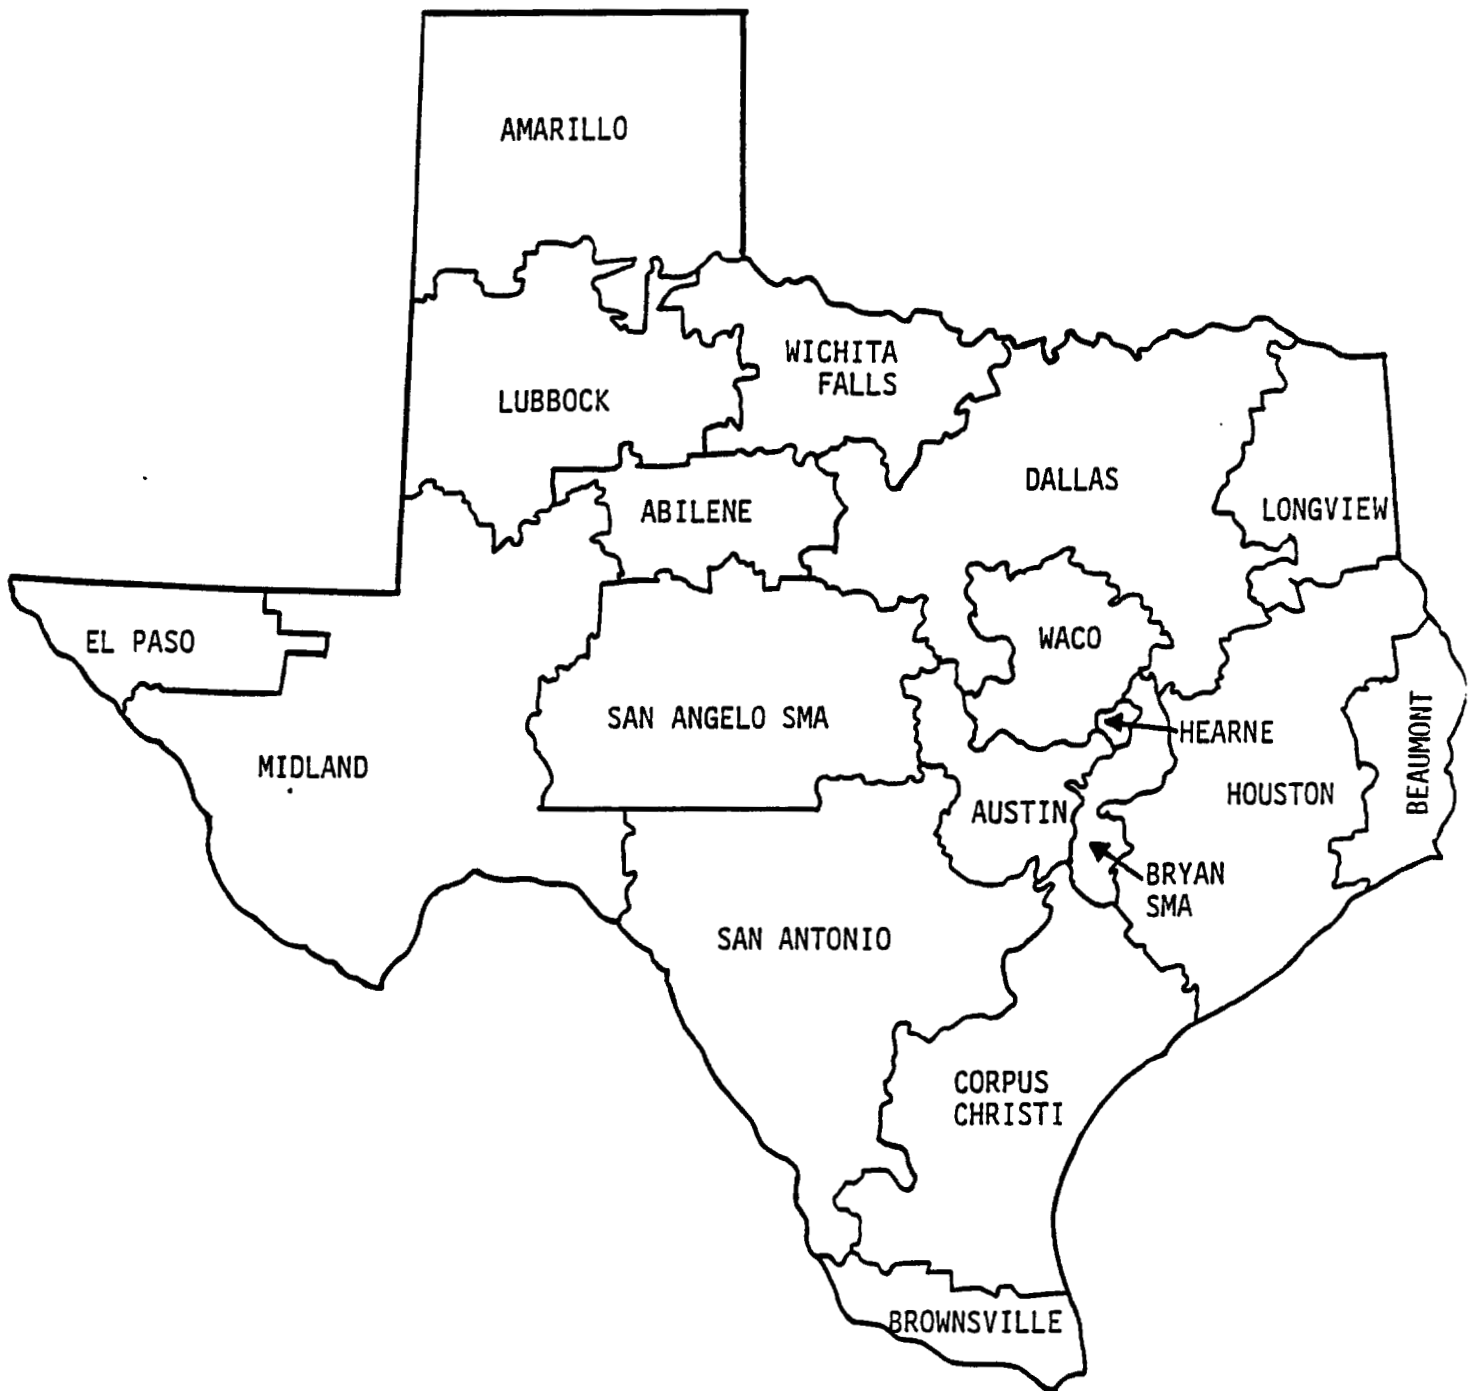 AMARILLO
WICHITA
FALLS
LUBBOCK
DALLAS
ABILENE
LONGVIEW
EL PASO
WACO
SAN ANGELO SMA
HEARNE
MIDLAND
BEAUMONT
HOUSTON
AUSTIN
BRYAN
SMA
SAN ANTONIO
CORPUS
CHRISTI
BROWNSVILLE